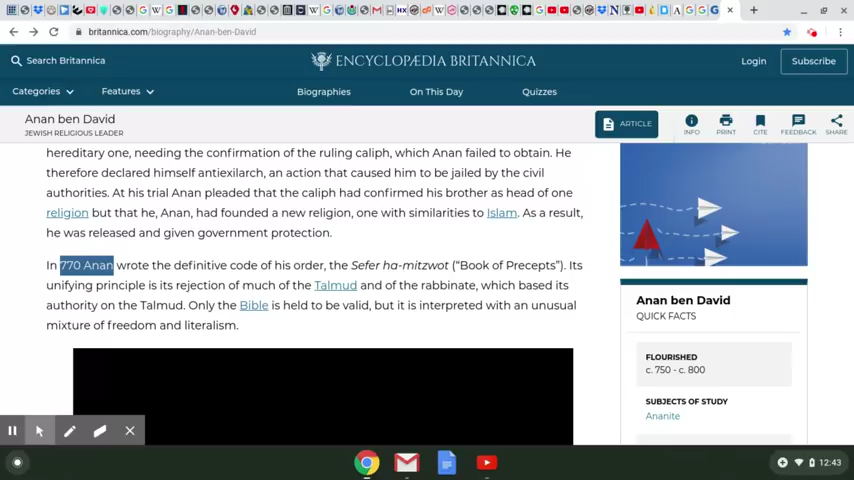 britannica.com/biography/Anan-ben-David
Search Britannica
ENCYCLOPÆDIA BRITANNICA
Login
Subscribe
Categories
Features
Biographies
On This Day
Quizzes
Anan ben David
JEWISH RELIGIOUS LEADER
ARTICLE
INFO
PRINT
CITE
FEEDBACK
SHARE
hereditary one, needing the confirmation of the ruling caliph, which Anan failed to obtain. He
therefore declared himself antiexilarch, an action that caused him to be jailed by the civil
authorities. At his trial Anan pleaded that the caliph had confirmed his brother as head of one
religion but that he, Anan, had founded a new religion, one with similarities to Islam. As a result,
he was released and given government protection.
In 770 Anan wrote the definitive code of his order, the Sefer ha-mitzwot (“Book of Precepts”). Its
unifying principle is its rejection of much of the Talmud and of the rabbinate, which based its
authority on the Talmud. Only the Bible is held to be valid, but it is interpreted with an unusual
mixture of freedom and literalism.
Anan ben David
QUICK FACTS
FLOURISHED
c. 750 - c. 800
SUBJECTS OF STUDY
Ananite
12:43